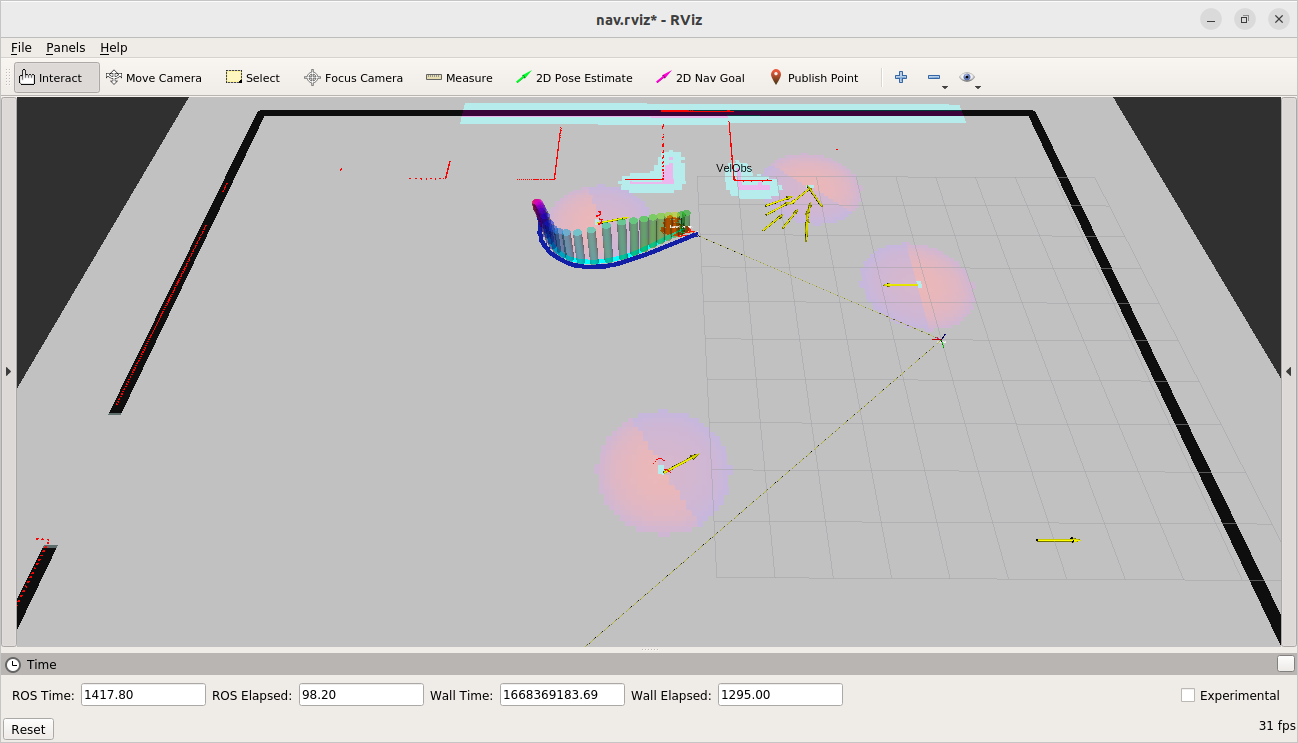 nav.rviz* - RViz
File Panels Help
Interact Move Camera Select Focus Camera Measure 2D Pose Estimate 2D Nav Goal Publish Point
VelObs
Time
ROS Time: 1417.80 ROS Elapsed: 98.20 Wall Time: 1668369183.69 Wall Elapsed: 1295.00 Experimental
Reset 31 fps